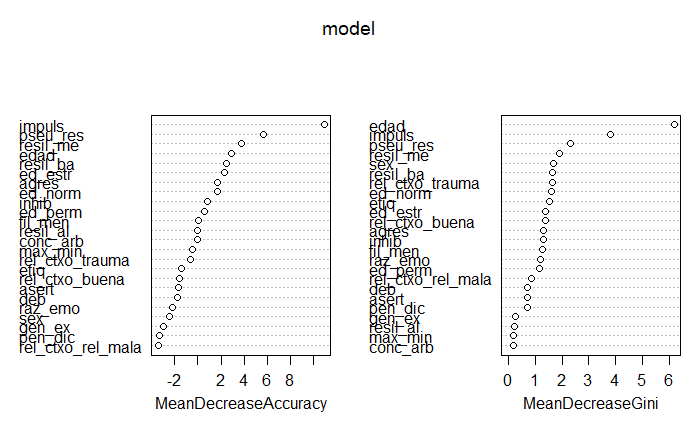 model
impuls
pseu_res
resil_me
edad
resil_ba
ed_estr
agres
ed_norm
inhib
ed_perm
fil_men
resil_al
conc_arb
max_min
rel_ctxo_trauma
etiq
rel_ctxo_buena
asert
deb
raz_emo
sex
gen_ex
pen_dic
rel_ctxo_rel_mala
-2 0 2 4 6 8
MeanDecreaseAccuracy
edad
impuls
pseu_res
resil_me
sex
resil_ba
rel_ctxo_trauma
ed_norm
etiq
ed_estr
rel_ctxo_buena
agres
inhib
fil_men
raz_emo
ed_perm
rel_ctxo_rel_mala
deb
asert
pen_dic
gen_ex
resil_al
max_min
conc_arb
0 1 2 3 4 5 6
MeanDecreaseGini